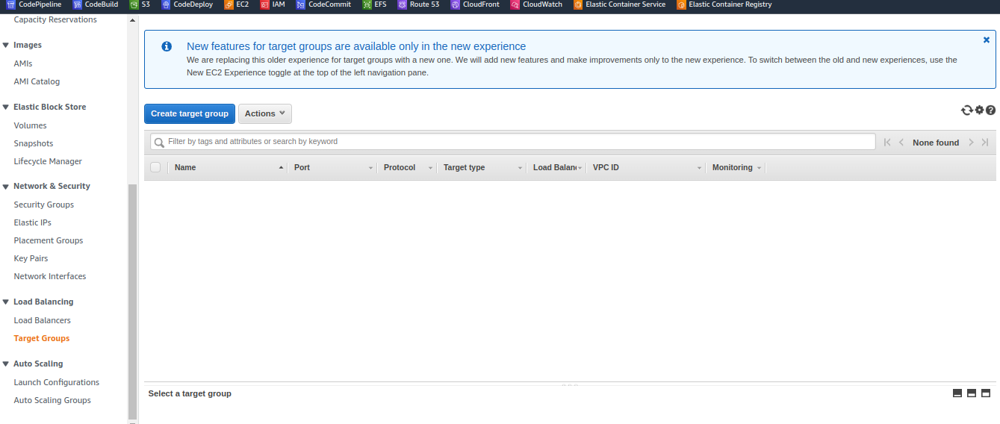 CodePipeline CodeBuild S3 CodeDeploy EC2 IAM CodeCommit EFS Route 53 CloudFront CloudWatch Elastic Container Service Elastic Container Registry
Capacity Reservations
Images
AMIs
AMI Catalog
Elastic Block Store
Volumes
Snapshots
Lifecycle Manager
Network & Security
Security Groups
Elastic IPs
Placement Groups
Key Pairs
Network Interfaces
Load Balancing
Load Balancers
Target Groups
Auto Scaling
Launch Configurations
Auto Scaling Groups
New features for target groups are available only in the new experience
We are replacing this older experience for target groups with a new one. We will add new features and make improvements only to the new experience. To switch between the old and new experiences, use the
New EC2 Experience toggle at the top of the left navigation pane.
Create target group Actions
Filter by tags and attributes or search by keyword None found
Name Port Protocol Target type Load Balan VPC ID Monitoring
Select a target group